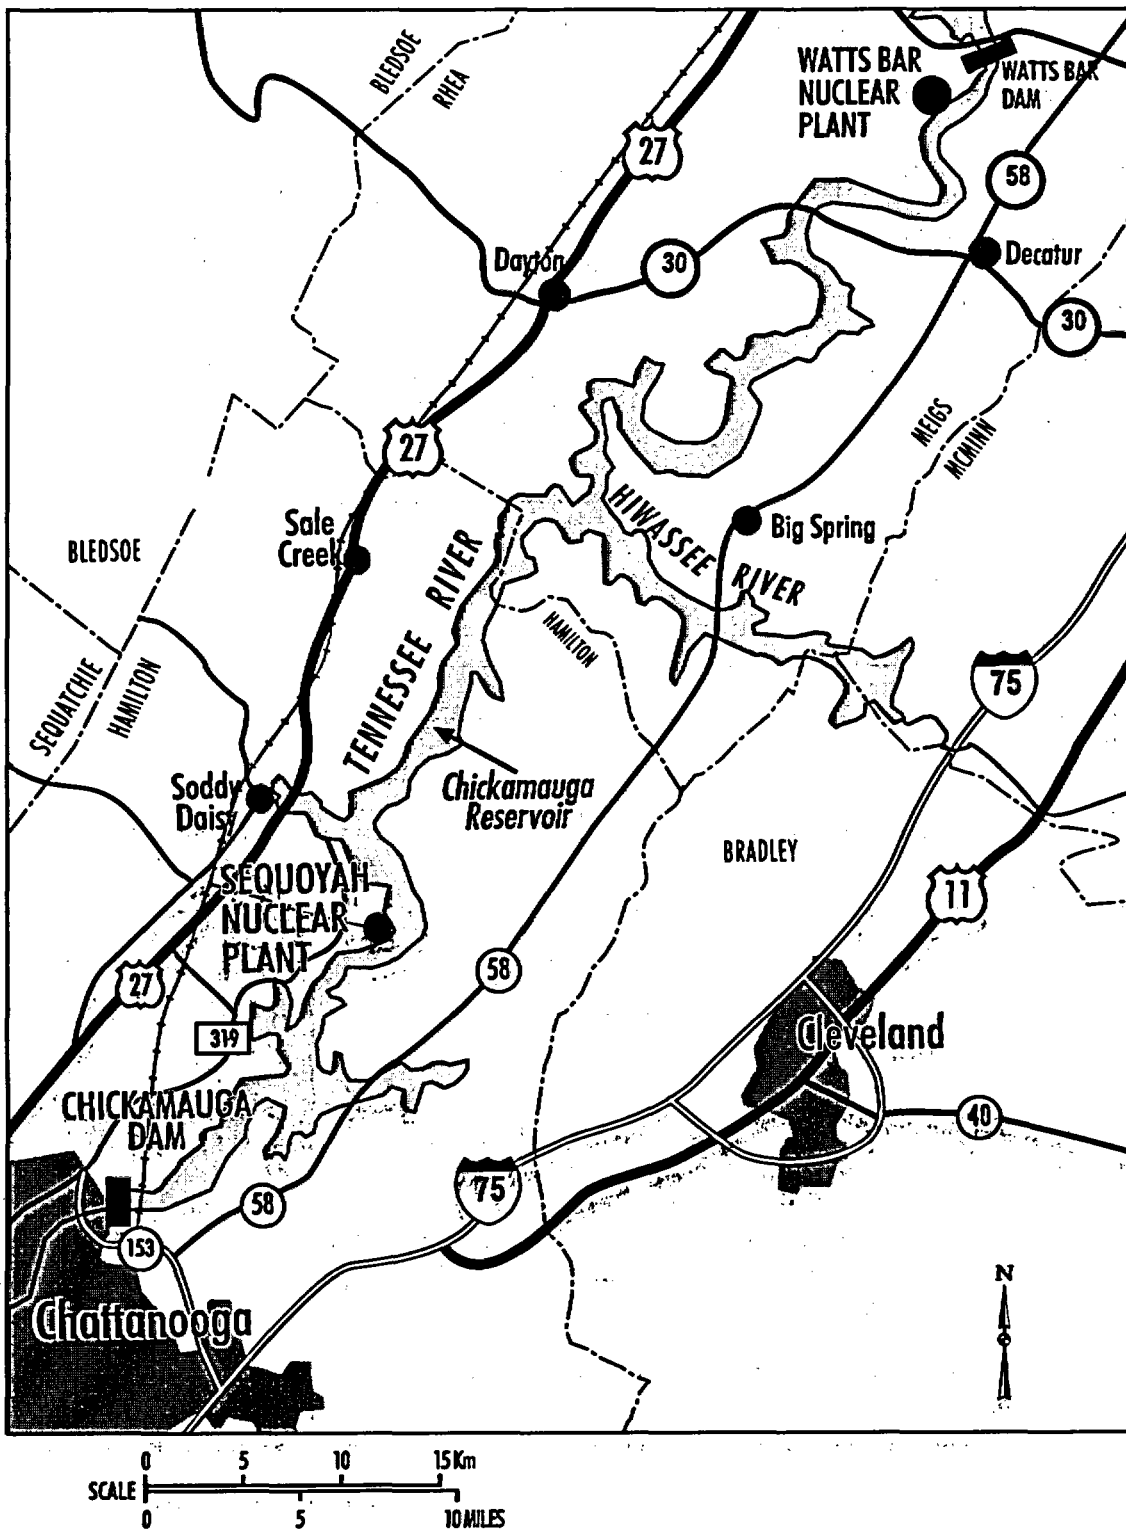 BLEDSOE
RHEA
WATTS BAR
NUCLEAR
PLANT
WATTS BAR
DAM
27
58
Dayton
30
Decatur
30
27
MEIGS
MCMINN
Sale
Creek
BLEDSOE
TENNESSEE RIVER
HIWASSEE RIVER
Big Spring
HAMILTON
SEQUATCHIE
HAMILTON
75
Soddy
Daisy
Chickamauga
Reservoir
BRADLEY
SEQUOYAH
NUCLEAR
PLANT
11
27
58
319
Cleveland
CHICKAMAUGA
DAM
40
75
58
153
Chattanooga
N
0 5 10 15 Km
SCALE
0 5 10 MILES